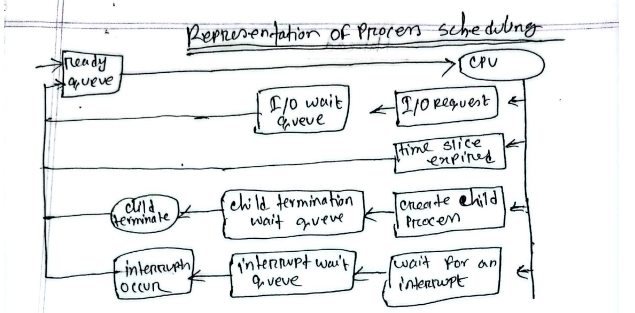 Representation of Process scheduling
ready
queue
CPU
I/O wait
queue
I/O Request
time slice
expired
child
terminate
child termination
wait queue
create child
Process
interrupth
occur
interrupt wait
queue
wait for an
interrupt